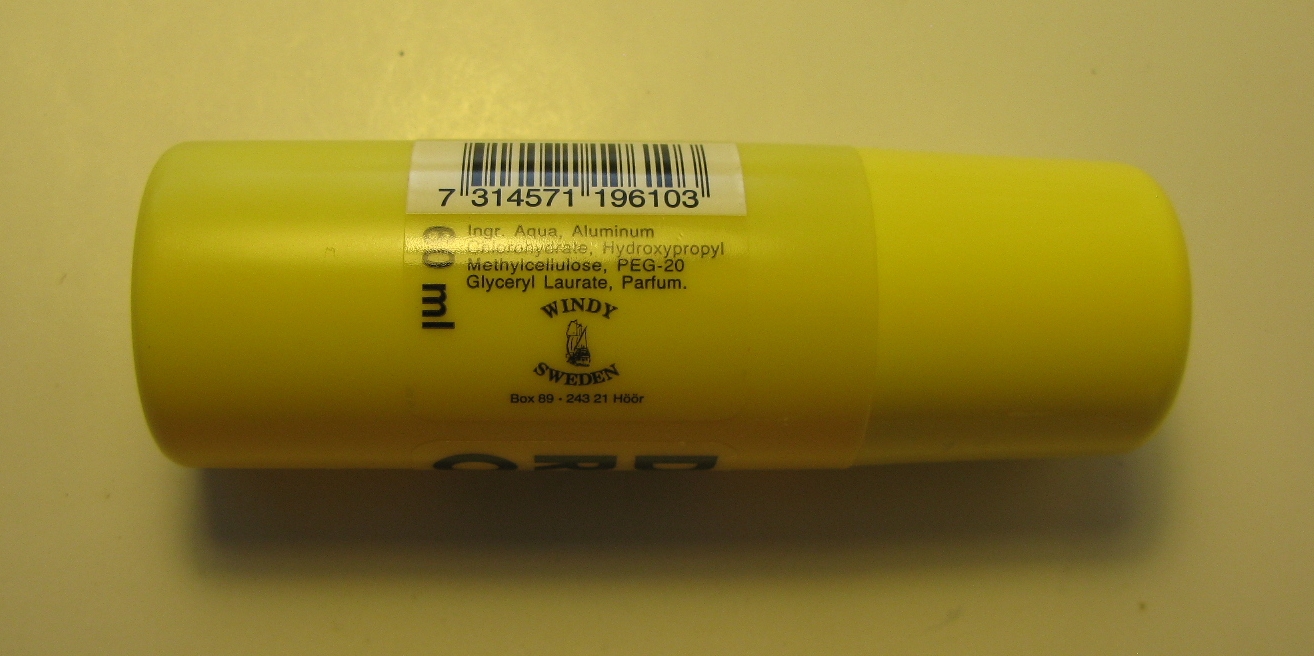 7 314571 196103
60 ml
Ingr. Aqua, Aluminum
Chlorohydrate, Hydroxypropyl
Methylcellulose, PEG-20
Glyceryl Laurate, Parfum.
WINDY
SWEDEN
Box 89 - 243 21 Höör